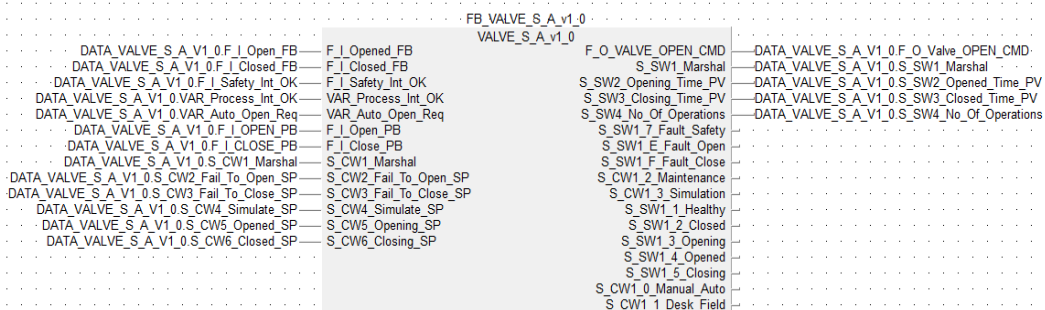 FB_VALVE_S_A_v1_0
VALVE_S_A_v1_0
DATA_VALVE_S_A_V1_0.F_I_Open_FB F_I_Opened_FB F_O_VALVE_OPEN_CMD DATA_VALVE_S_A_V1_0.F_O_Valve_OPEN_CMD
DATA_VALVE_S_A_V1_0.F_I_Closed_FB F_I_Closed_FB S_SW1_Marshal DATA_VALVE_S_A_V1_0.S_SW1_Marshal
DATA_VALVE_S_A_V1_0.F_I_Safety_Int_OK F_I_Safety_Int_OK S_SW2_Opening_Time_PV DATA_VALVE_S_A_V1_0.S_SW2_Opened_Time_PV
DATA_VALVE_S_A_V1_0.VAR_Process_Int_OK VAR_Process_Int_OK S_SW3_Closing_Time_PV DATA_VALVE_S_A_V1_0.S_SW3_Closed_Time_PV
DATA_VALVE_S_A_V1_0.VAR_Auto_Open_Req VAR_Auto_Open_Req S_SW4_No_Of_Operations DATA_VALVE_S_A_V1_0.S_SW4_No_Of_Operations
DATA_VALVE_S_A_V1_0.F_I_OPEN_PB F_I_Open_PB S_SW1_7_Fault_Safety
DATA_VALVE_S_A_V1_0.F_I_CLOSE_PB F_I_Close_PB S_SW1_E_Fault_Open
DATA_VALVE_S_A_V1_0.S_CW1_Marshal S_CW1_Marshal S_SW1_F_Fault_Close
DATA_VALVE_S_A_V1_0.S_CW2_Fail_To_Open_SP S_CW2_Fail_To_Open_SP S_CW1_2_Maintenance
DATA_VALVE_S_A_V1_0.S_CW3_Fail_To_Close_SP S_CW3_Fail_To_Close_SP S_CW1_3_Simulation
DATA_VALVE_S_A_V1_0.S_CW4_Simulate_SP S_CW4_Simulate_SP S_SW1_1_Healthy
DATA_VALVE_S_A_V1_0.S_CW5_Opened_SP S_CW5_Opening_SP S_SW1_2_Closed
DATA_VALVE_S_A_V1_0.S_CW6_Closed_SP S_CW6_Closing_SP S_SW1_3_Opening
S_SW1_4_Opened
S_SW1_5_Closing
S_CW1_0_Manual_Auto
S_CW1_1_Desk_Field